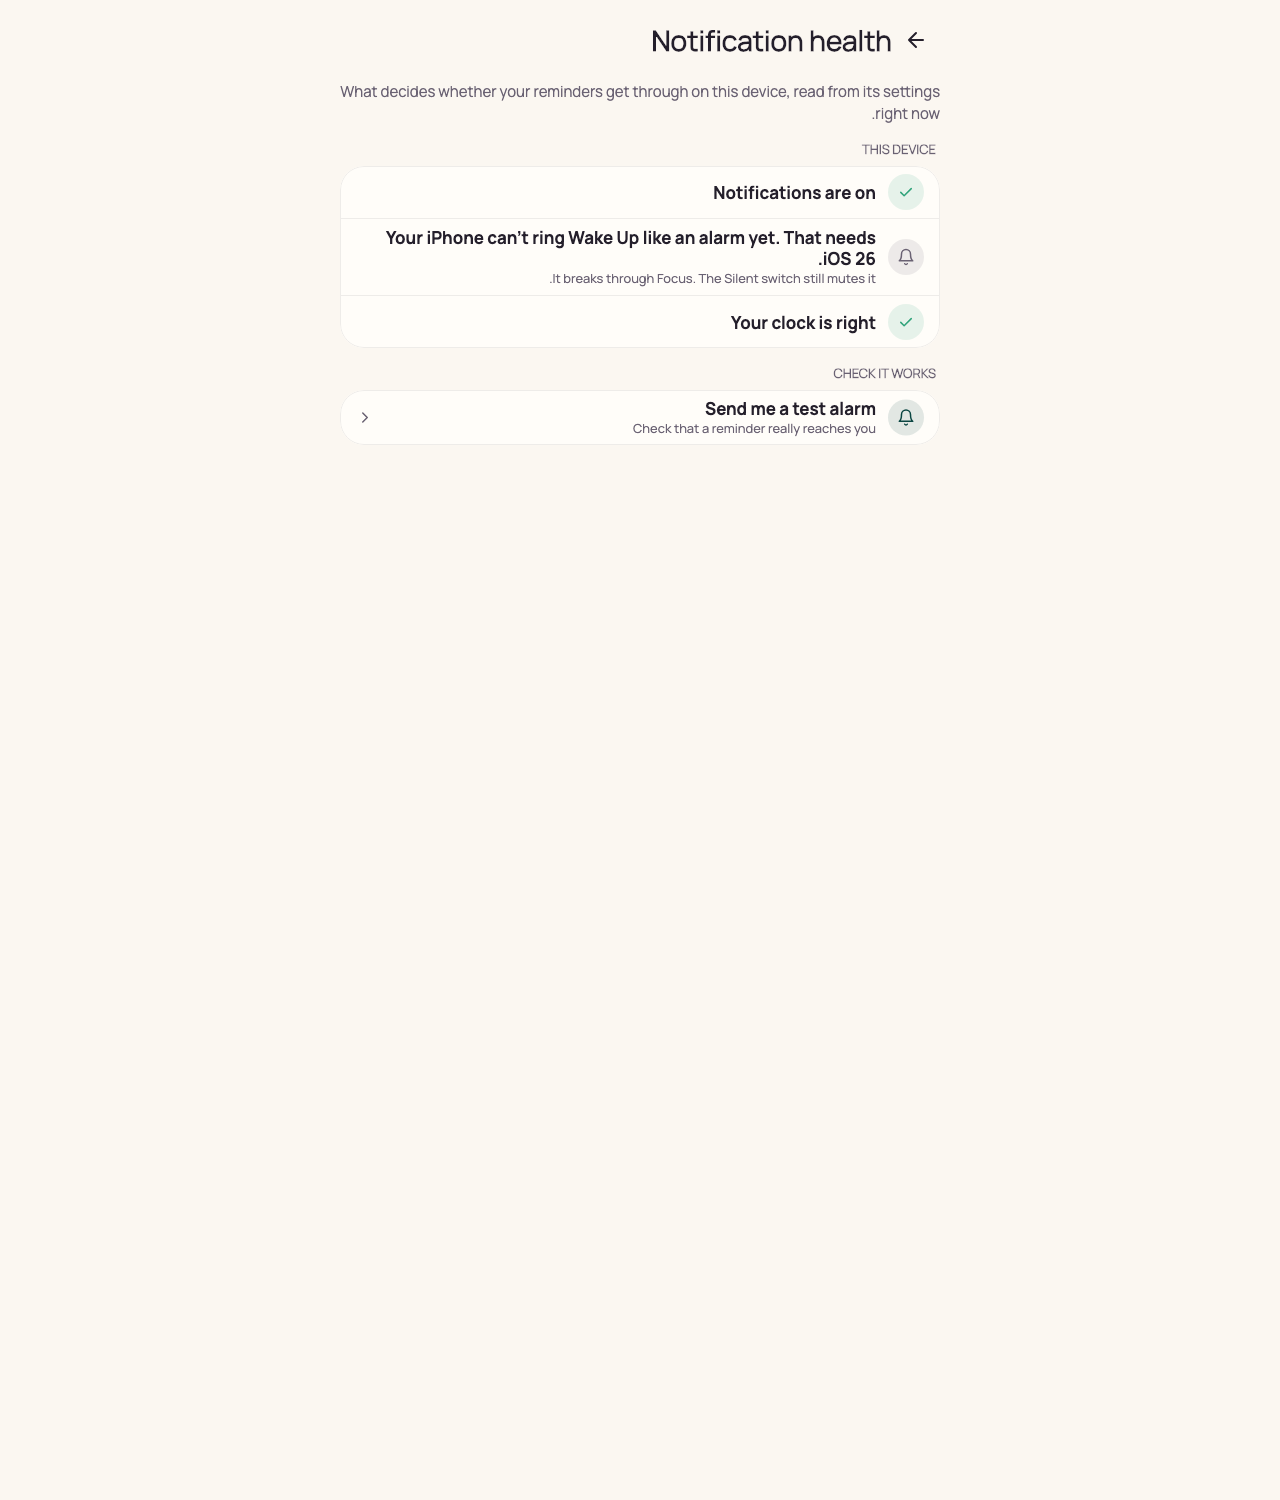 Notification health
What decides whether your reminders get through on this device, read from its settings
.right now
THIS DEVICE
Notifications are on
Your iPhone can't ring Wake Up like an alarm yet. That needs
.iOS 26
.It breaks through Focus. The Silent switch still mutes it
Your clock is right
CHECK IT WORKS
Send me a test alarm
Check that a reminder really reaches you